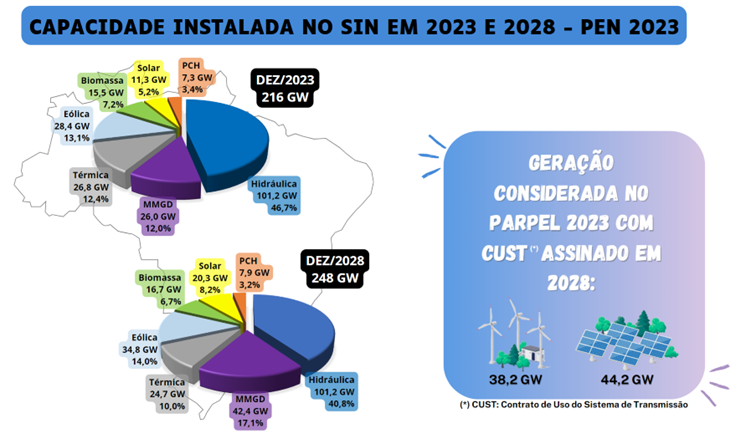 CAPACIDADE INSTALADA NO SIN EM 2023 E 2028 - PEN 2023
DEZ/2023
216 GW
PCH
7,3 GW
3,4%
Solar
11,3 GW
5,2%
Biomassa
15,5 GW
7,2%
Eólica
28,4 GW
13,1%
Térmica
26,8 GW
12,4%
MMGD
26,0 GW
12,0%
Hidráulica
101,2 GW
46,7%
DEZ/2028
248 GW
PCH
7,9 GW
3,2%
Solar
20,3 GW
8,2%
Biomassa
16,7 GW
6,7%
Eólica
34,8 GW
14,0%
Térmica
24,7 GW
10,0%
MMGD
42,4 GW
17,1%
Hidráulica
101,2 GW
40,8%
GERAÇÃO
CONSIDERADA NO
PARPEL 2023 COM
CUST (*) ASSINADO EM
2028:
38,2 GW
44,2 GW
(*) CUST: Contrato de Uso do Sistema de Transmissão